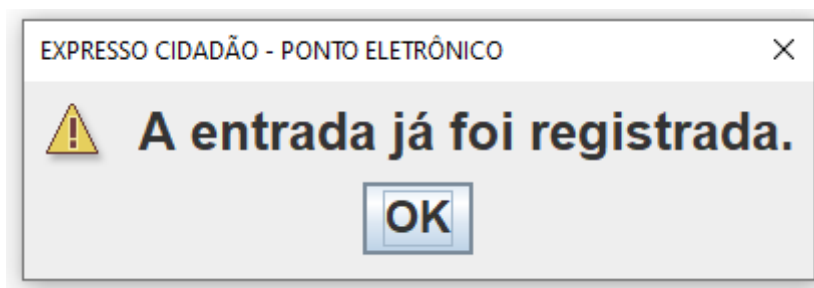 EXPRESSO CIDADÃO - PONTO ELETRÔNICO
A entrada já foi registrada.
OK